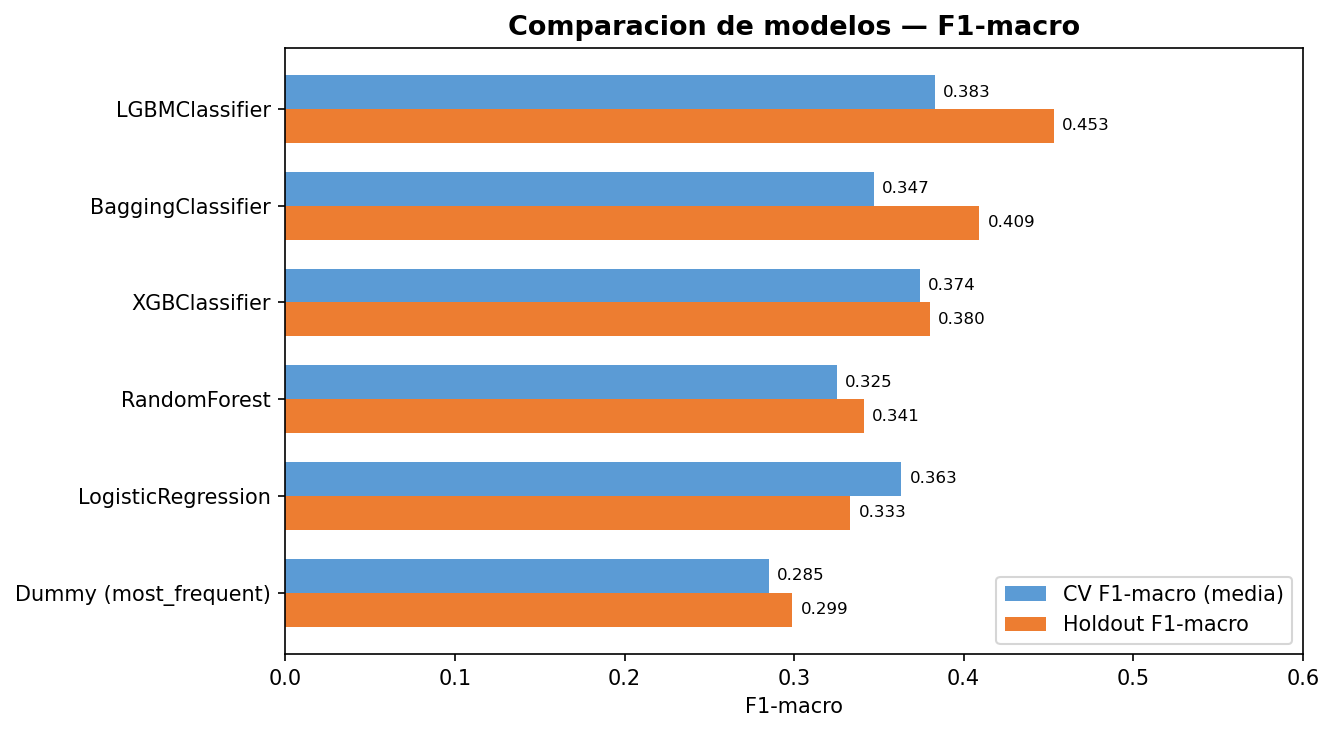 Comparacion de modelos — F1-macro
LGBMClassifier
0.383
0.453
BaggingClassifier
0.347
0.409
XGBClassifier
0.374
0.380
RandomForest
0.325
0.341
LogisticRegression
0.363
0.333
Dummy (most_frequent)
0.285
0.299
CV F1-macro (media)
Holdout F1-macro
0.0 0.1 0.2 0.3 0.4 0.5 0.6
F1-macro